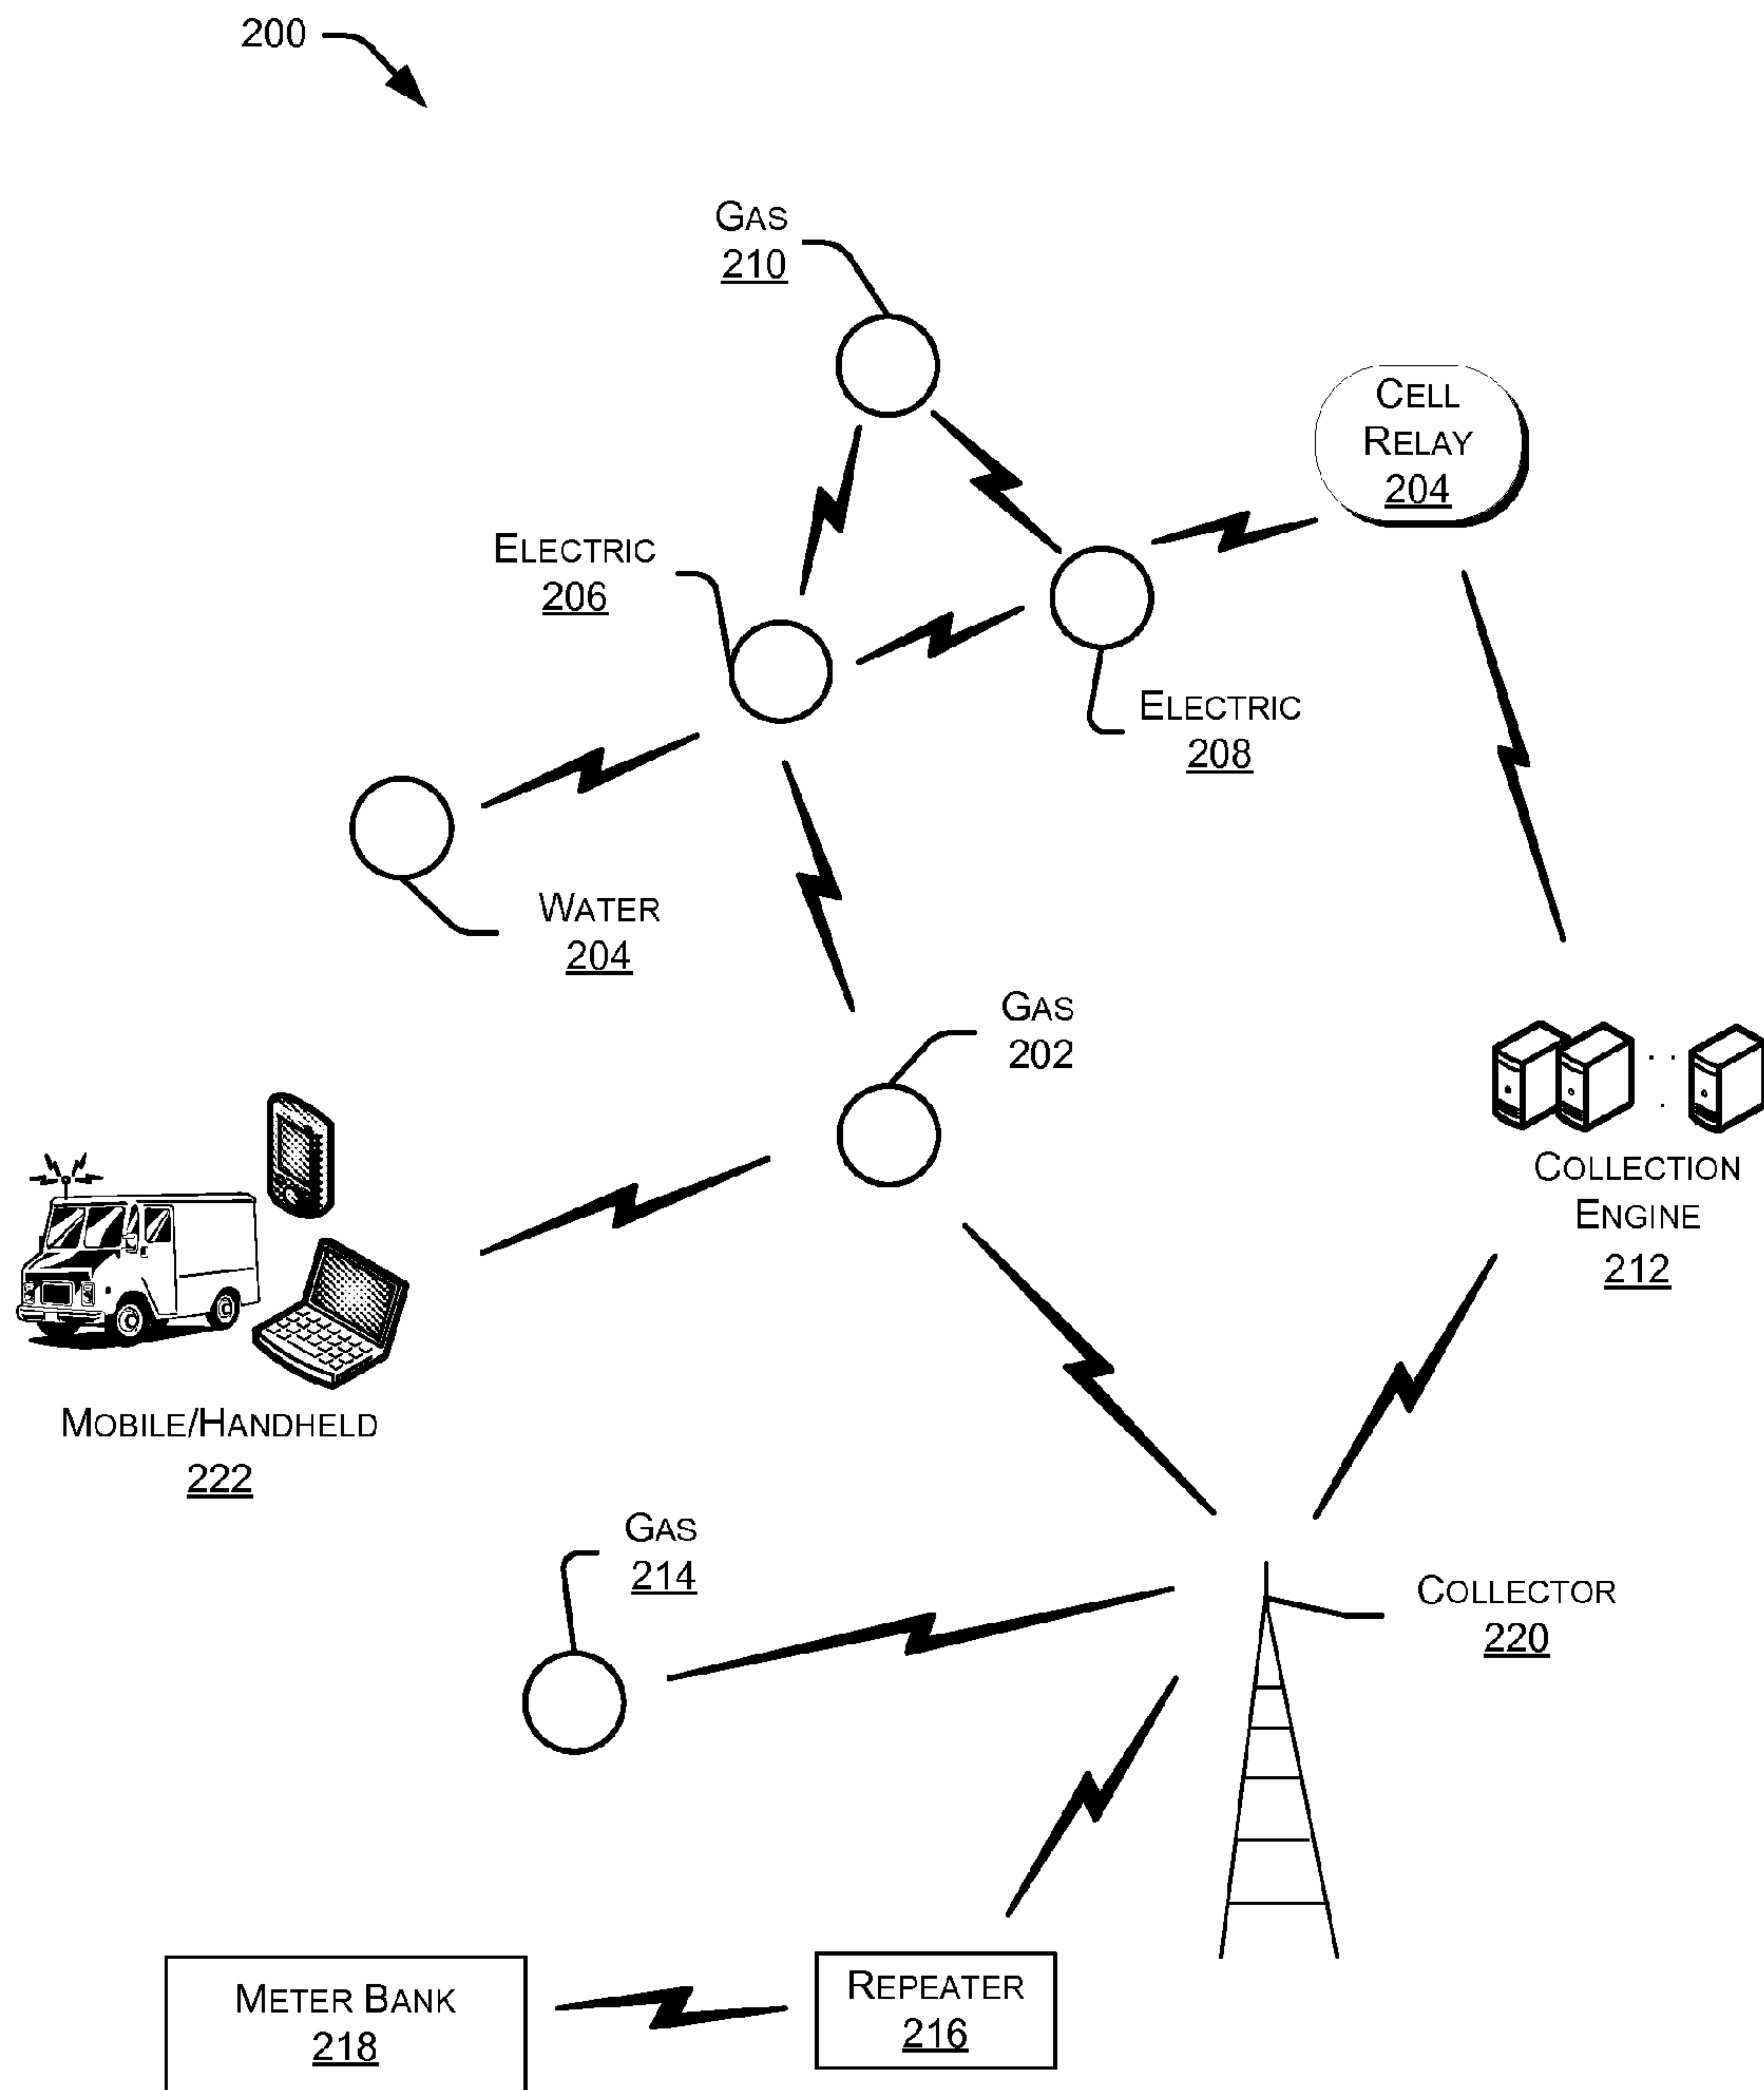 200
GAS
210
CELL
RELAY
204
ELECTRIC
206
ELECTRIC
208
WATER
204
GAS
202
COLLECTION
ENGINE
212
MOBILE/HANDHELD
222
GAS
214
COLLECTOR
220
METER BANK
218
REPEATER
216